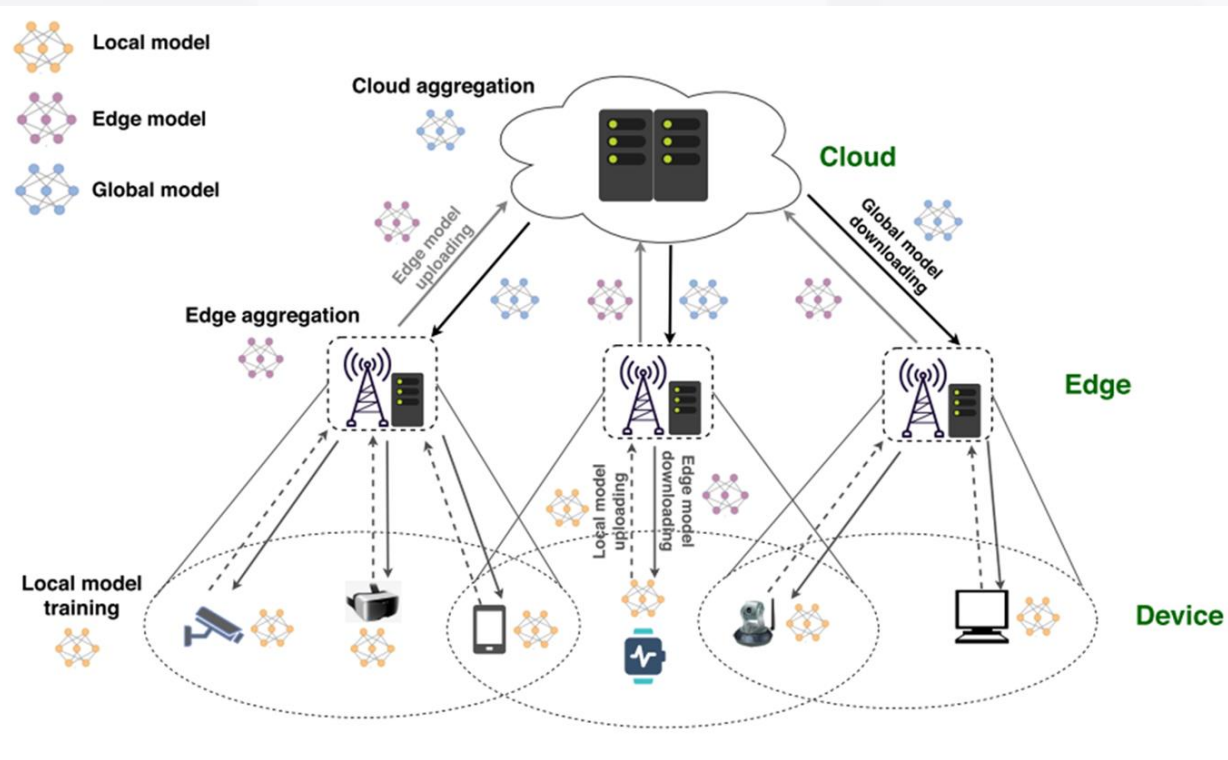 Local model
Edge model
Global model
Cloud aggregation
Cloud
Edge model
uploading
Global model
downloading
Edge aggregation
Edge
Local model
uploading
Edge model
downloading
Local model
training
Device